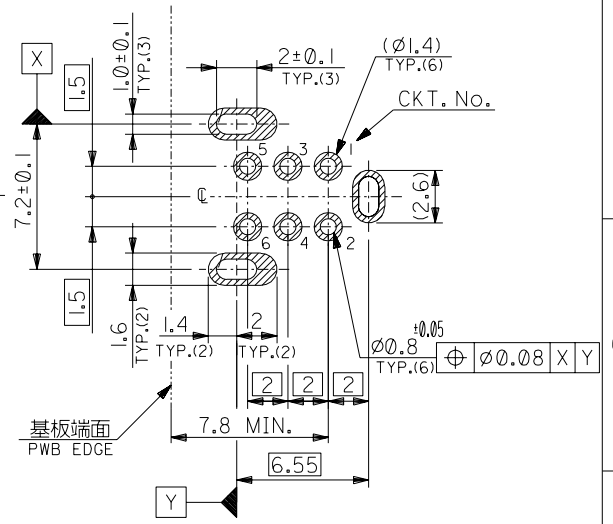 X
1.5
1.0±0.1
TYP.(3)
2±0.1
TYP.(3)
(Ø1.4)
TYP.(6)
CKT. No.
5
3
1
7.2±0.1
℄
(2.6)
6
4
2
1.5
1.6
TYP.(2)
1.4
TYP.(2)
2
TYP.(2)
±0.05
Ø0.8
TYP.(6)
⌖ Ø0.08 X Y
2 2 2
基板端面
PWB EDGE
7.8 MIN.
6.55
Y